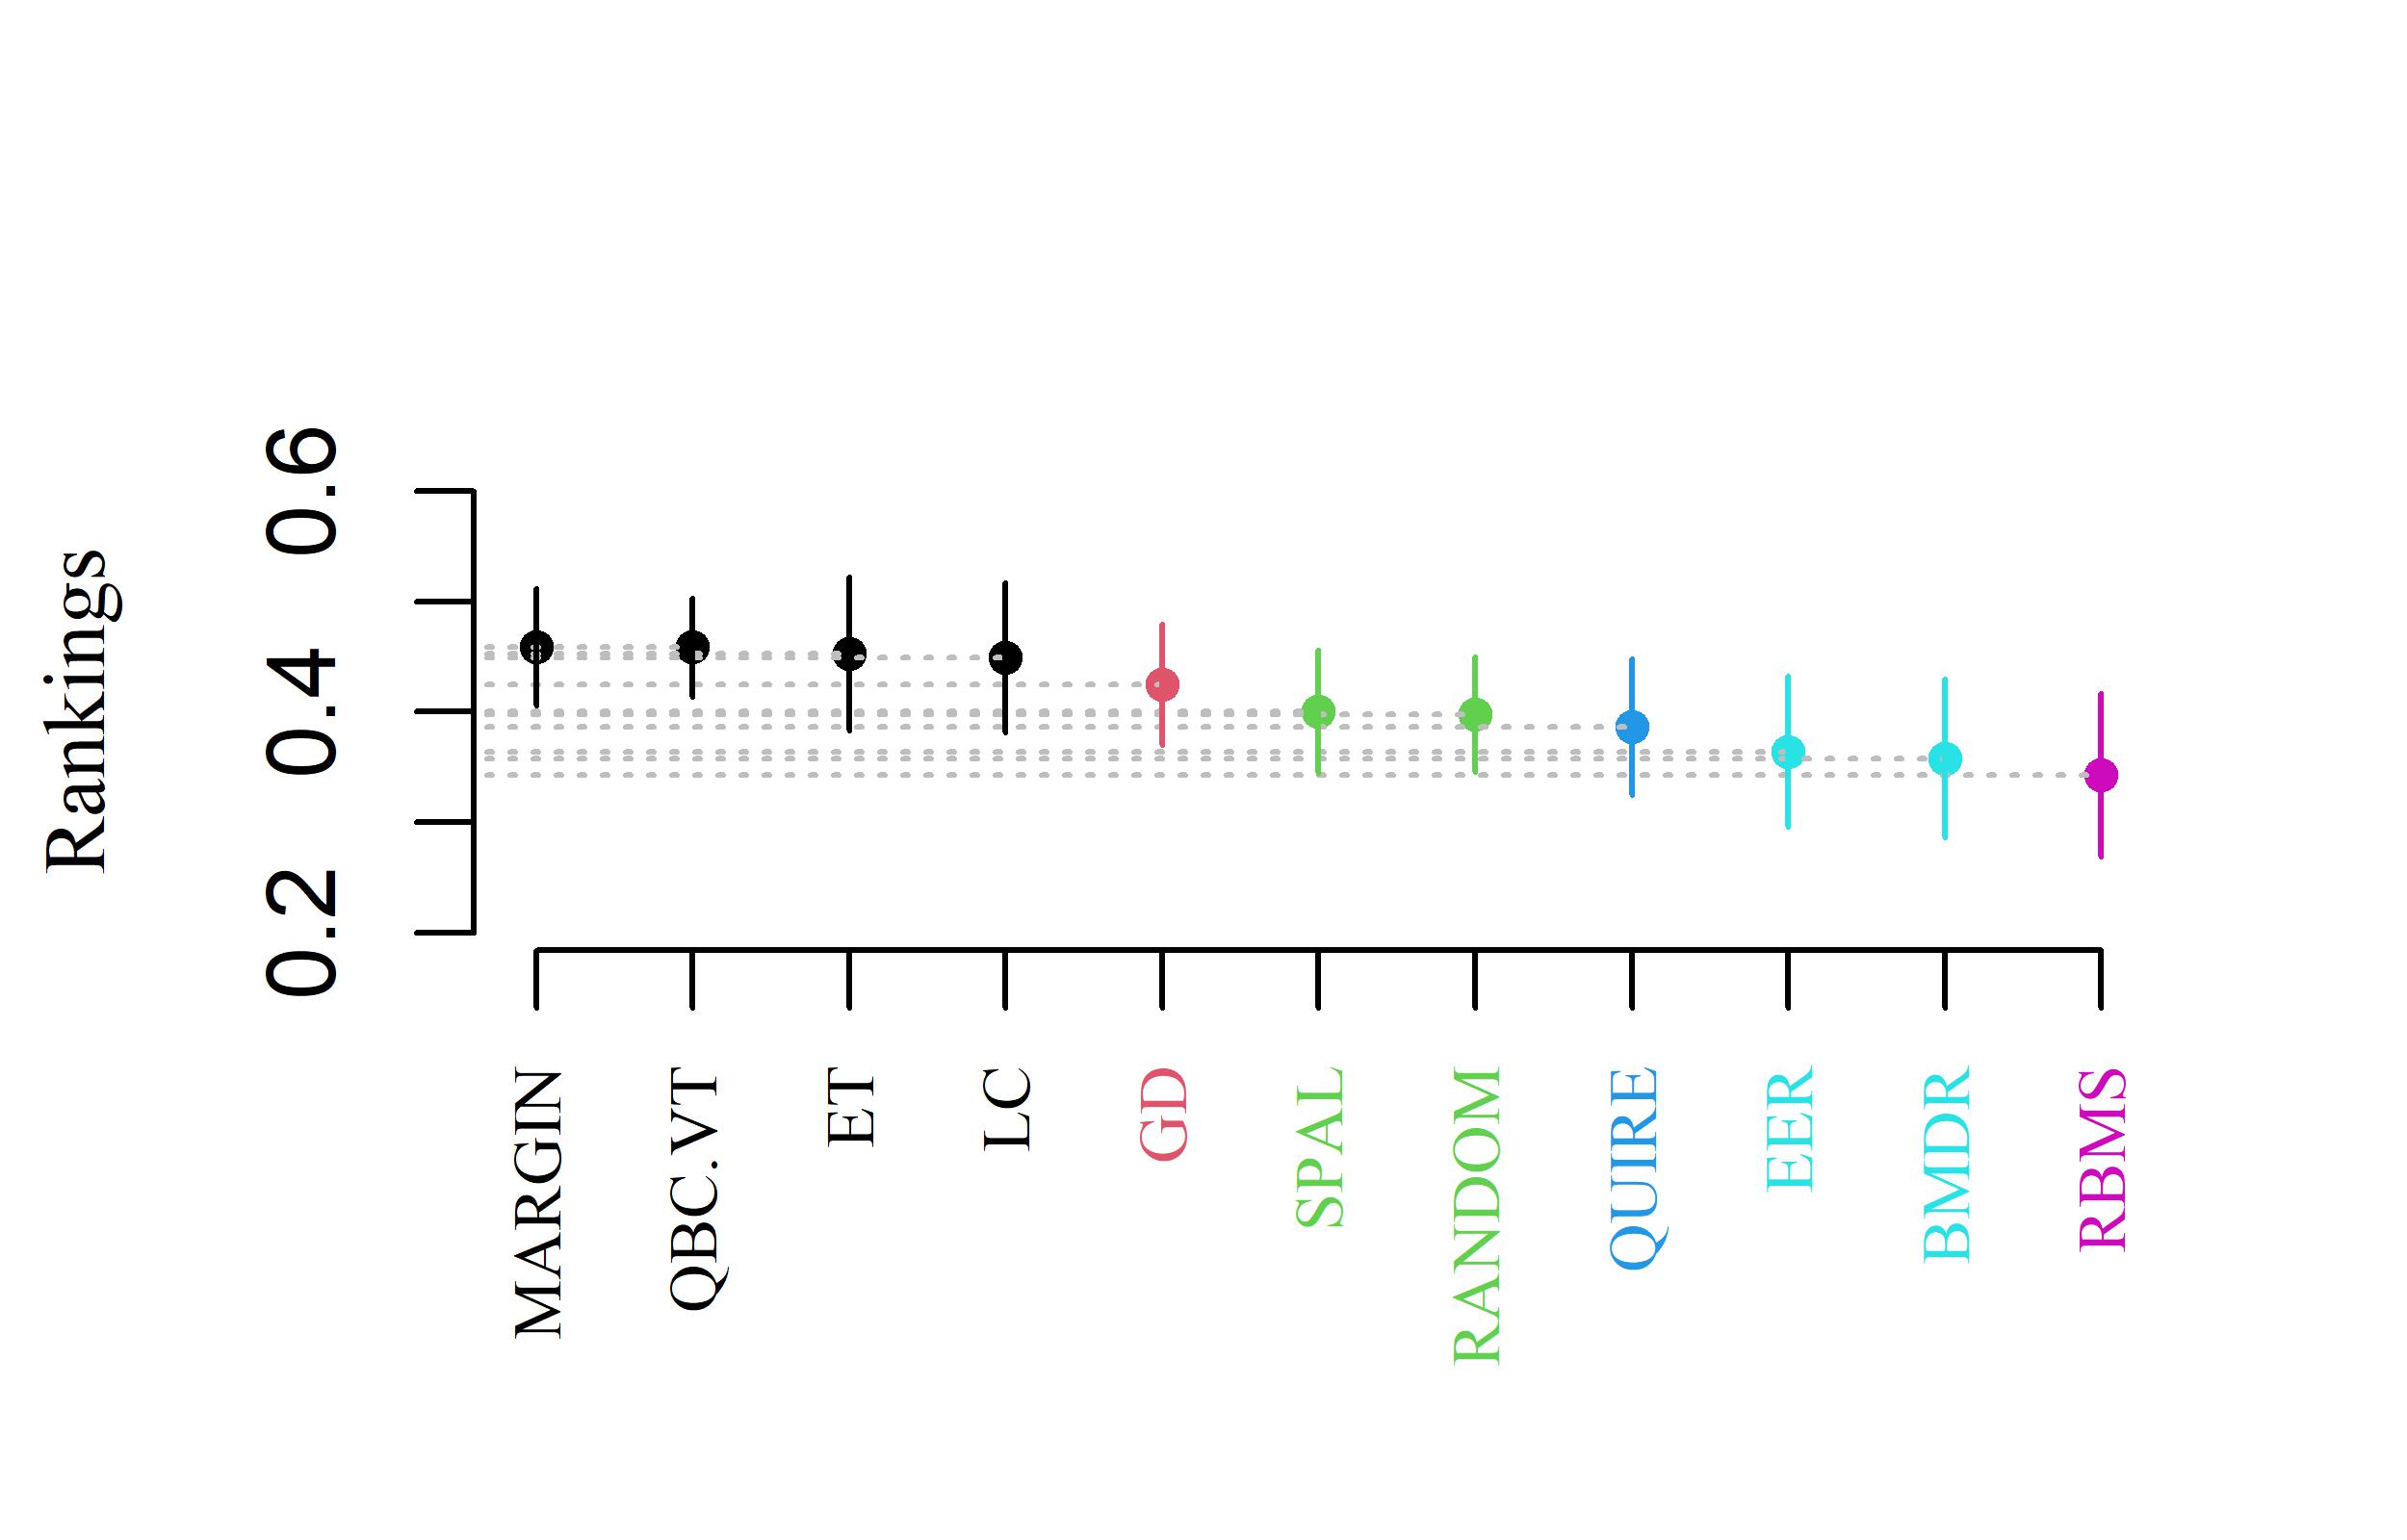 Rankings
0.6
0.4
0.2
MARGIN
QBC.VT
ET
LC
GD
SPAL
RANDOM
QUIRE
EER
BMDR
RBMS